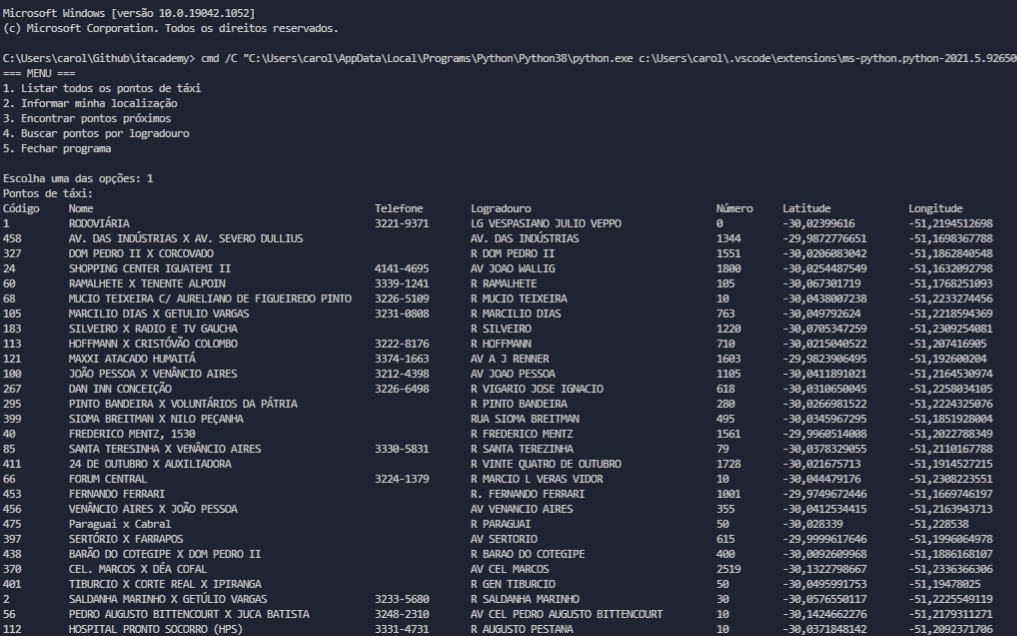 Microsoft Windows [versão 10.0.19042.1052]
(c) Microsoft Corporation. Todos os direitos reservados.
C:\Users\carol\Github\itacademy> cmd /C "C:\Users\carol\AppData\Local\Programs\Python\Python38\python.exe c:\Users\carol\.vscode\extensions\ms-python.python-2021.5.92650
=== MENU ===
1. Listar todos os pontos de táxi
2. Informar minha localização
3. Encontrar pontos próximos
4. Buscar pontos por logradouro
5. Fechar programa
Escolha uma das opções: 1
Pontos de táxi:
Código Nome Telefone Logradouro Número Latitude Longitude
1 RODOVIÁRIA 3221-9371 LG VESPASIANO JULIO VEPPO 0 -30,02399616 -51,2194512698
458 AV. DAS INDÚSTRIAS X AV. SEVERO DULLIUS AV. DAS INDÚSTRIAS 1344 -29,9872776651 -51,1698367788
327 DOM PEDRO II X CORCOVADO R DOM PEDRO II 1551 -30,0206083042 -51,1862840548
24 SHOPPING CENTER IGUATEMI II 4141-4695 AV JOAO WALLIG 1800 -30,0254487549 -51,1632092798
60 RAMALHETE X TENENTE ALPOIN 3339-1241 R RAMALHETE 105 -30,067301719 -51,1768251093
68 MUCIO TEIXEIRA C/ AURELIANO DE FIGUEIREDO PINTO 3226-5109 R MUCIO TEIXEIRA 10 -30,0438007238 -51,2233274456
105 MARCILIO DIAS X GETULIO VARGAS 3231-0808 R MARCILIO DIAS 763 -30,049792624 -51,2218594369
183 SILVEIRO X RADIO E TV GAUCHA R SILVEIRO 1220 -30,0705347259 -51,2309254081
113 HOFFMANN X CRISTÓVÃO COLOMBO 3222-8176 R HOFFMANN 710 -30,0215040522 -51,207416905
121 MAXXI ATACADO HUMAITÁ 3374-1663 AV A J RENNER 1603 -29,9823906495 -51,192600204
100 JOÃO PESSOA X VENÂNCIO AIRES 3212-4398 AV JOAO PESSOA 1105 -30,0411891021 -51,2164530974
267 DAN INN CONCEIÇÃO 3226-6498 R VIGARIO JOSE IGNACIO 618 -30,0310650045 -51,2258034105
295 PINTO BANDEIRA X VOLUNTÁRIOS DA PÁTRIA R PINTO BANDEIRA 280 -30,0266981522 -51,2224325076
399 SIOMA BREITMAN X NILO PEÇANHA RUA SIOMA BREITMAN 495 -30,0345967295 -51,1851928004
40 FREDERICO MENTZ, 1530 R FREDERICO MENTZ 1561 -29,9960514008 -51,2022788349
85 SANTA TERESINHA X VENÂNCIO AIRES 3330-5831 R SANTA TEREZINHA 79 -30,0378329055 -51,2110167788
411 24 DE OUTUBRO X AUXILIADORA R VINTE QUATRO DE OUTUBRO 1728 -30,021675713 -51,1914527215
66 FORUM CENTRAL 3224-1379 R MARCIO L VERAS VIDOR 10 -30,044479176 -51,2308223551
453 FERNANDO FERRARI R. FERNANDO FERRARI 1001 -29,9749672446 -51,1669746197
456 VENÂNCIO AIRES X JOÃO PESSOA AV VENANCIO AIRES 355 -30,0412534415 -51,2163943713
475 Paraguai x Cabral R PARAGUAI 50 -30,028339 -51,228538
397 SERTÓRIO X FARRAPOS AV SERTORIO 615 -29,9999617646 -51,1996064978
438 BARÃO DO COTEGIPE X DOM PEDRO II R BARAO DO COTEGIPE 400 -30,0092609968 -51,1886168107
370 CEL. MARCOS X DÉA COFAL AV CEL MARCOS 2519 -30,1322798667 -51,2336366306
401 TIBURCIO X CORTE REAL X IPIRANGA R GEN TIBURCIO 50 -30,0495991753 -51,19478025
2 SALDANHA MARINHO X GETÚLIO VARGAS 3233-5680 R SALDANHA MARINHO 30 -30,0576550117 -51,2225549119
56 PEDRO AUGUSTO BITTENCOURT X JUCA BATISTA 3248-2310 AV CEL PEDRO AUGUSTO BITTENCOURT 10 -30,1424662276 -51,2179311271
112 HOSPITAL PRONTO SOCORRO (HPS) 3331-4731 R AUGUSTO PESTANA 10 -30,0371848142 -51,2092371706